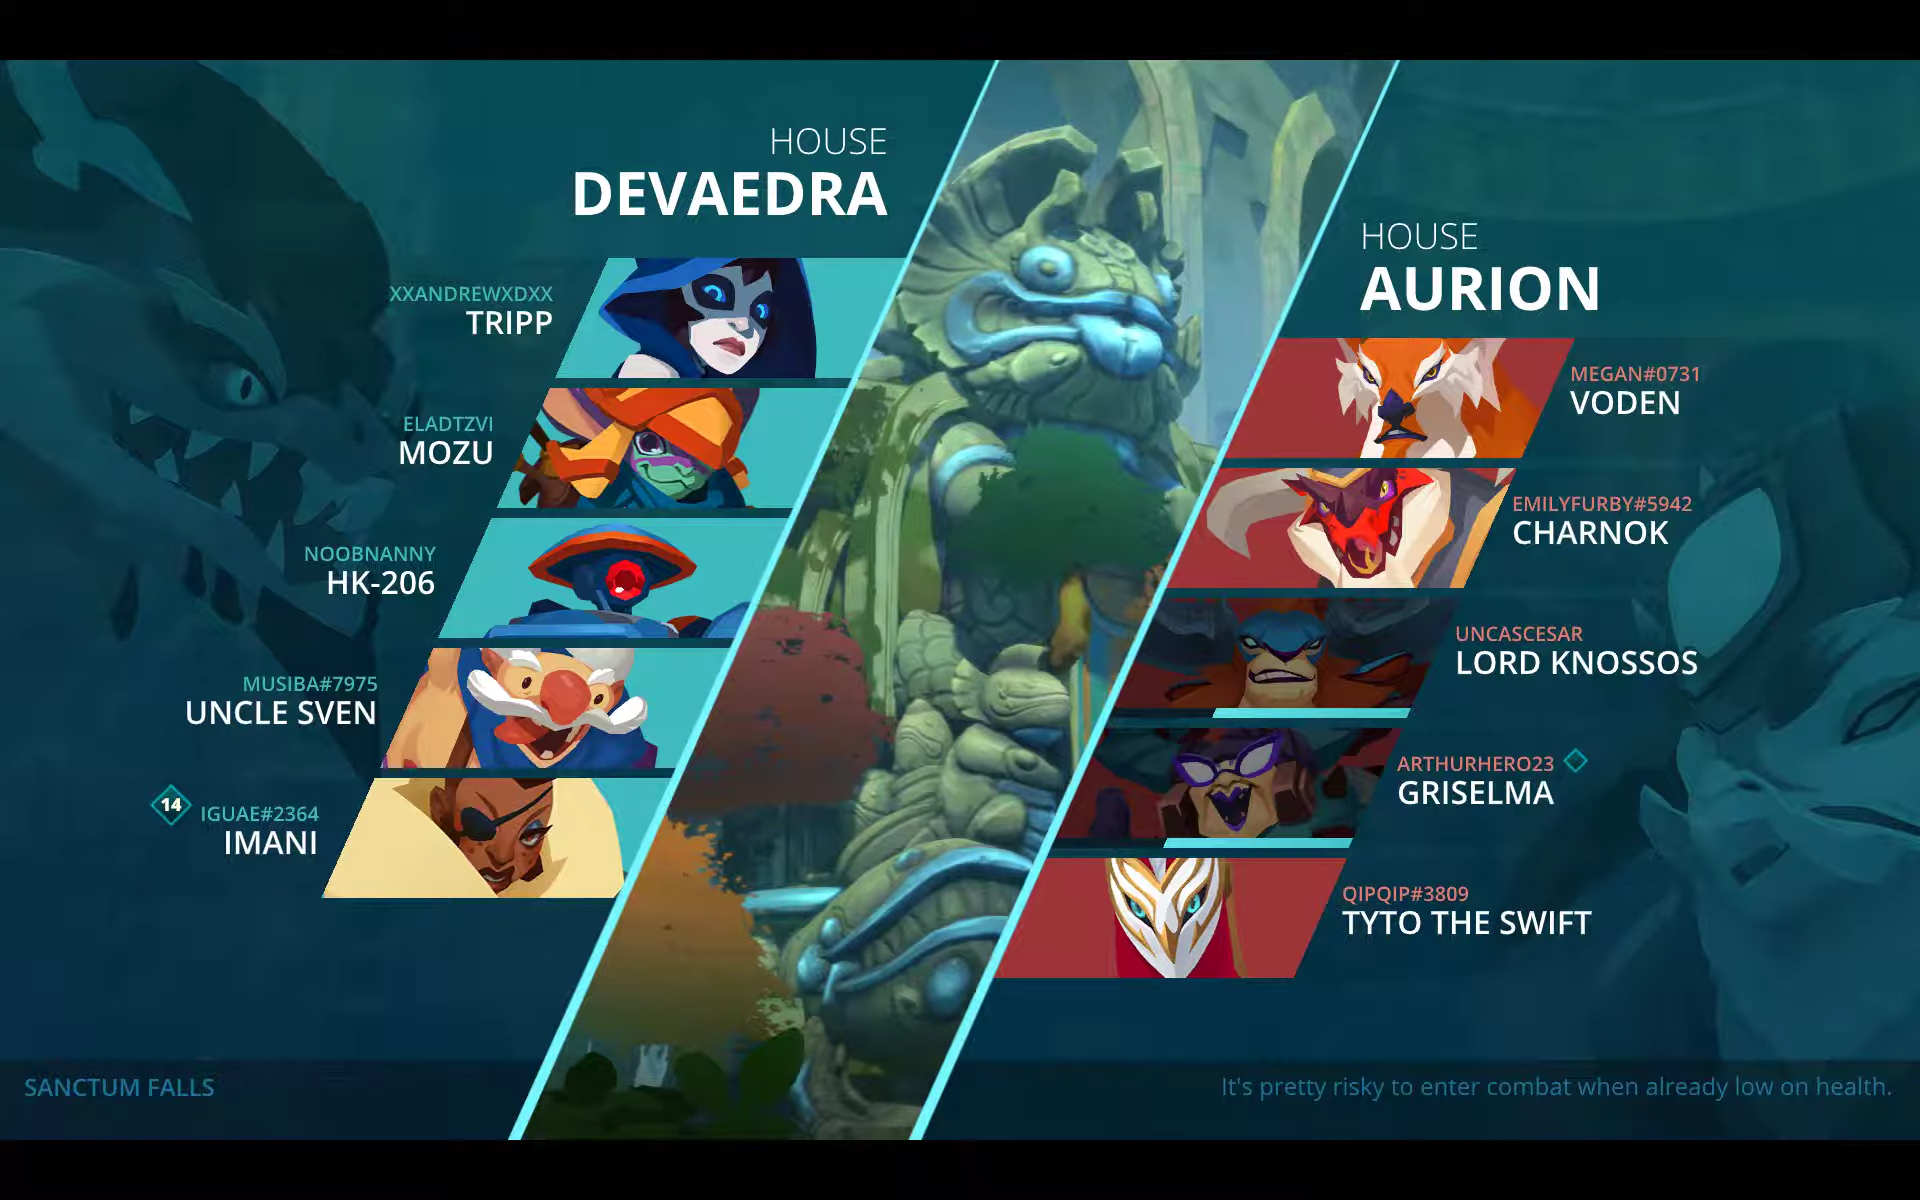 HOUSE
DEVAEDRA
XXANDREWXDXX
TRIPP
ELADTZVI
MOZU
NOOBNANNY
HK-206
MUSIBA#7975
UNCLE SVEN
14
IGUAE#2364
IMANI
HOUSE
AURION
MEGAN#0731
VODEN
EMILYFURBY#5942
CHARNOK
UNCASCESAR
LORD KNOSSOS
ARTHURHERO23
GRISELMA
QIPQIP#3809
TYTO THE SWIFT
SANCTUM FALLS
It's pretty risky to enter combat when already low on health.